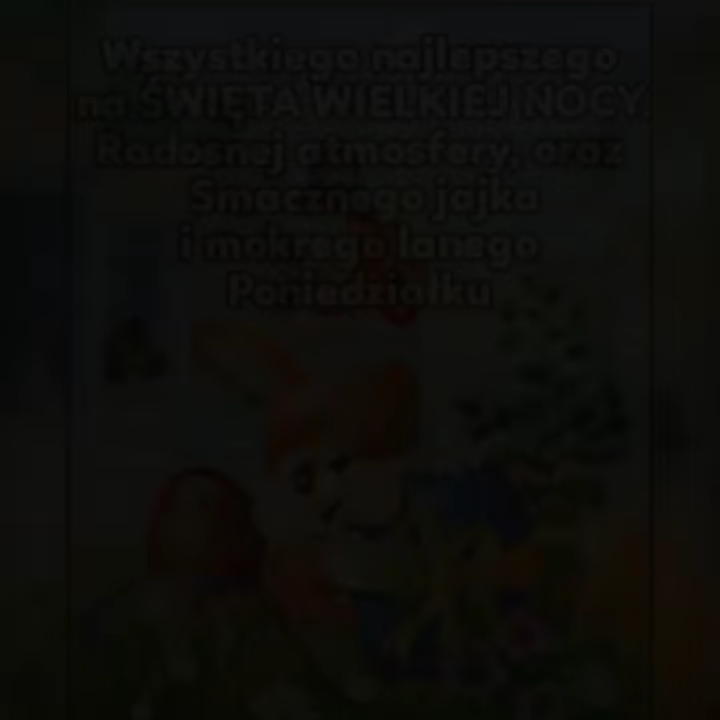 Wszystkiego najlepszego
na ŚWIĘTA WIELKIEJ NOCY.
Radosnej atmosfery, oraz
Smacznego jajka
i mokrego lanego
Poniedziałku